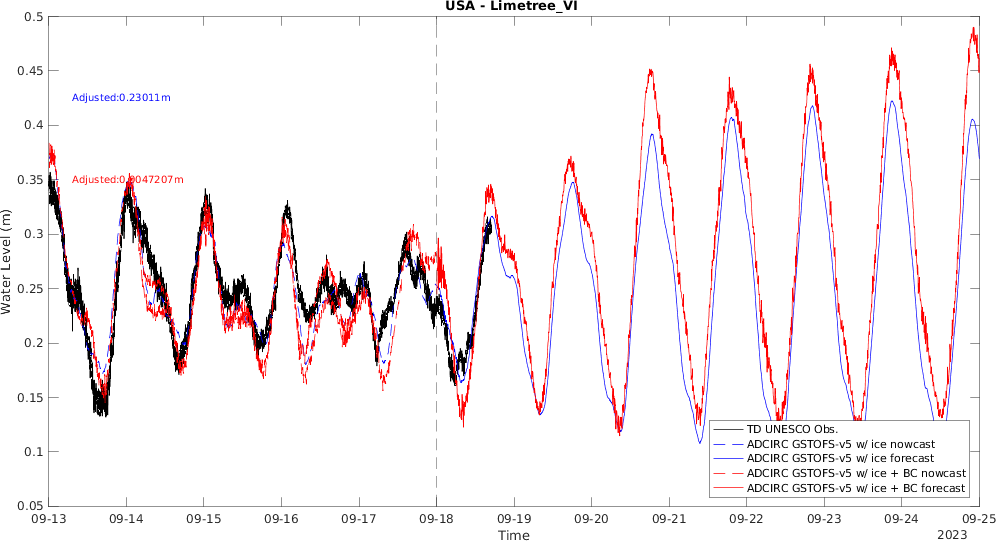 USA - Limetree_VI
0.5
0.45
0.4
0.35
0.3
0.25
0.2
0.15
0.1
0.05
Water Level (m)
Adjusted:0.23011m
Adjusted:0.0047207m
TD UNESCO Obs.
ADCIRC GSTOFS-v5 w/ ice nowcast
ADCIRC GSTOFS-v5 w/ ice forecast
ADCIRC GSTOFS-v5 w/ ice + BC nowcast
ADCIRC GSTOFS-v5 w/ ice + BC forecast
09-13 09-14 09-15 09-16 09-17 09-18 09-19 09-20 09-21 09-22 09-23 09-24 09-25
Time
2023